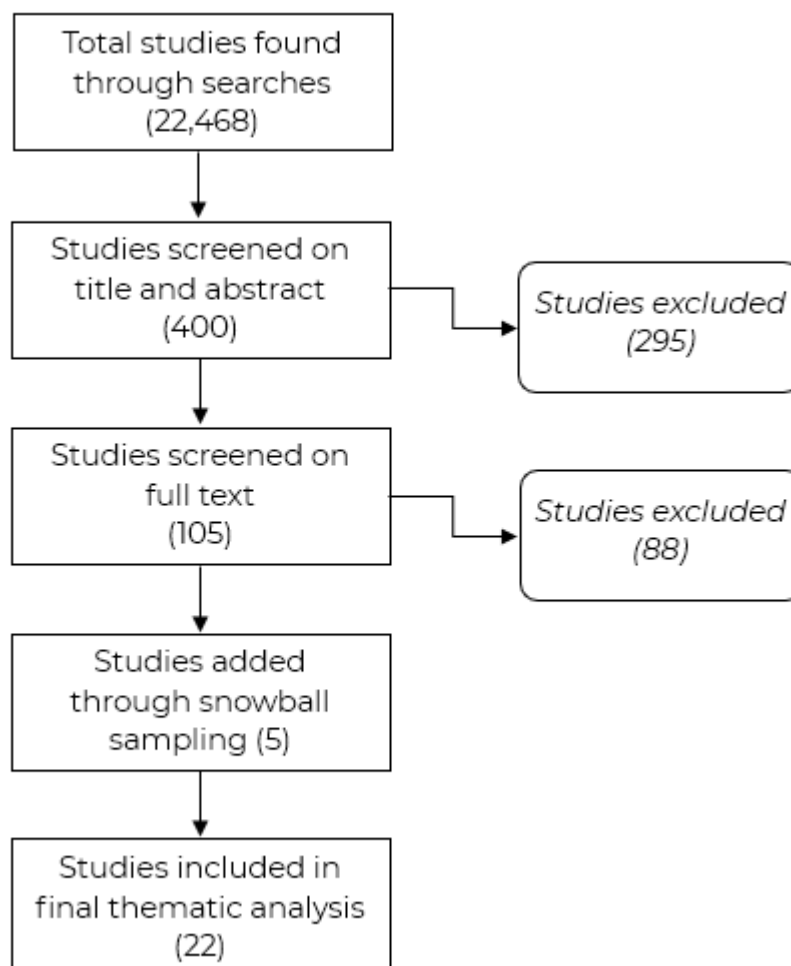 Total studies found
through searches
(22,468)
Studies screened on
title and abstract
(400)
Studies excluded
(295)
Studies screened on
full text
(105)
Studies excluded
(88)
Studies added
through snowball
sampling (5)
Studies included in
final thematic analysis
(22)